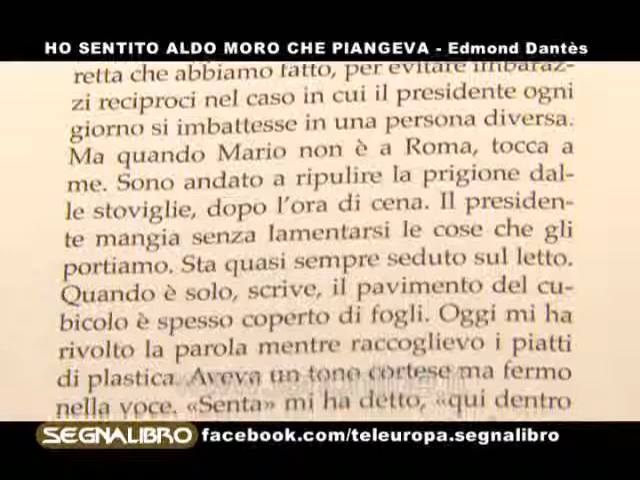 HO SENTITO ALDO MORO CHE PIANGEVA - Edmond Dantès
retta che abbiamo fatto, per evitare imbaraz-
zi reciproci nel caso in cui il presidente ogni
giorno si imbattesse in una persona diversa.
Ma quando Mario non è a Roma, tocca a
me. Sono andato a ripulire la prigione dal-
le stoviglie, dopo l'ora di cena. Il presiden-
te mangia senza lamentarsi le cose che gli
portiamo. Sta quasi sempre seduto sul letto.
Quando è solo, scrive, il pavimento del cu-
bicolo è spesso coperto di fogli. Oggi mi ha
rivolto la parola mentre raccoglievo i piatti
di plastica. Aveva un tono cortese ma fermo
nella voce. «Senta» mi ha detto, «qui dentro
SEGNALIBRO facebook.com/teleuropa.segnalibro